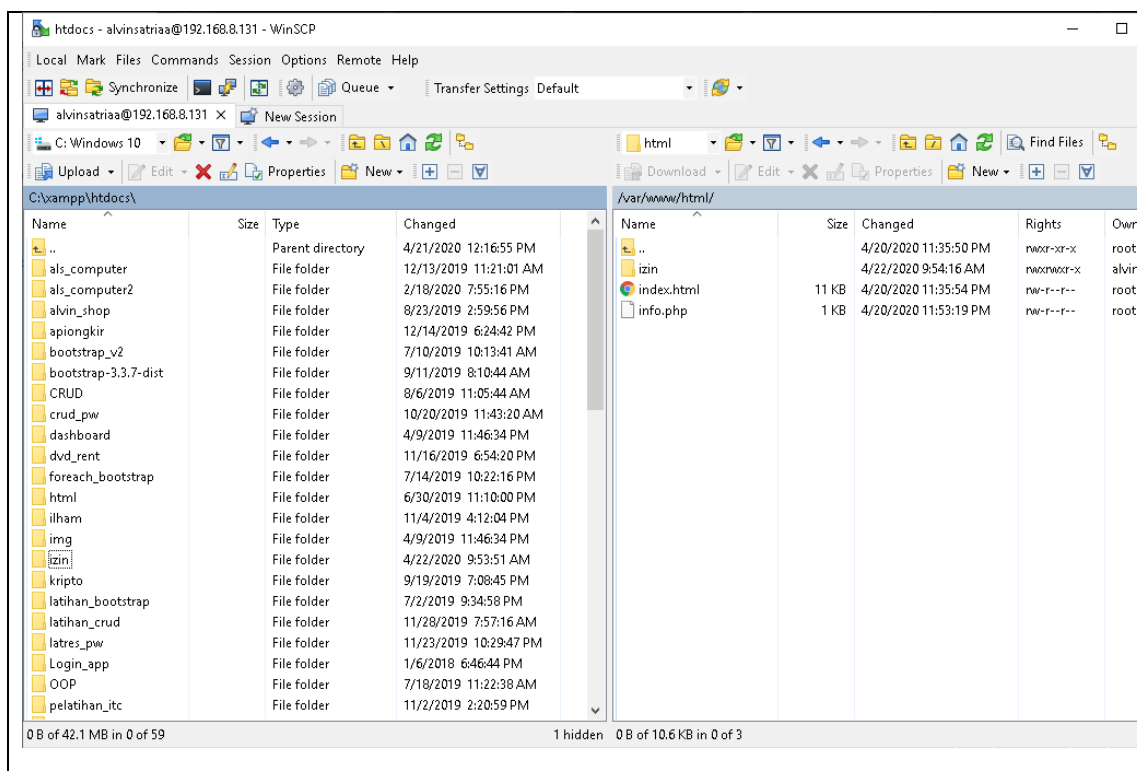 htdocs - alvinsatriaa@192.168.8.131 - WinSCP
Local Mark Files Commands Session Options Remote Help
Synchronize Queue Transfer Settings Default
alvinsatriaa@192.168.8.131 New Session
C: Windows 10 html Find Files
Upload Edit Properties New Download Edit Properties New
C:\xampp\htdocs\ /var/www/html/
Name Size Type Changed Name Size Changed Rights Own
.. Parent directory 4/21/2020 12:16:55 PM .. 4/20/2020 11:35:50 PM rwxr-xr-x root
als_computer File folder 12/13/2019 11:21:01 AM izin 4/22/2020 9:54:16 AM rwxrwxr-x alvin
als_computer2 File folder 2/18/2020 7:55:16 PM index.html 11 KB 4/20/2020 11:35:54 PM rw-r--r-- root
alvin_shop File folder 8/23/2019 2:59:56 PM info.php 1 KB 4/20/2020 11:53:19 PM rw-r--r-- root
apiongkir File folder 12/14/2019 6:24:42 PM
bootstrap_v2 File folder 7/10/2019 10:13:41 AM
bootstrap-3.3.7-dist File folder 9/11/2019 8:10:44 AM
CRUD File folder 8/6/2019 11:05:44 AM
crud_pw File folder 10/20/2019 11:43:20 AM
dashboard File folder 4/9/2019 11:46:34 PM
dvd_rent File folder 11/16/2019 6:54:20 PM
foreach_bootstrap File folder 7/14/2019 10:22:16 PM
html File folder 6/30/2019 11:10:00 PM
ilham File folder 11/4/2019 4:12:04 PM
img File folder 4/9/2019 11:46:34 PM
izin File folder 4/22/2020 9:53:51 AM
kripto File folder 9/19/2019 7:08:45 PM
latihan_bootstrap File folder 7/2/2019 9:34:58 PM
latihan_crud File folder 11/28/2019 7:57:16 AM
latres_pw File folder 11/23/2019 10:29:47 PM
Login_app File folder 1/6/2018 6:46:44 PM
OOP File folder 7/18/2019 11:22:38 AM
pelatihan_itc File folder 11/2/2019 2:20:59 PM
0 B of 42.1 MB in 0 of 59 1 hidden 0 B of 10.6 KB in 0 of 3